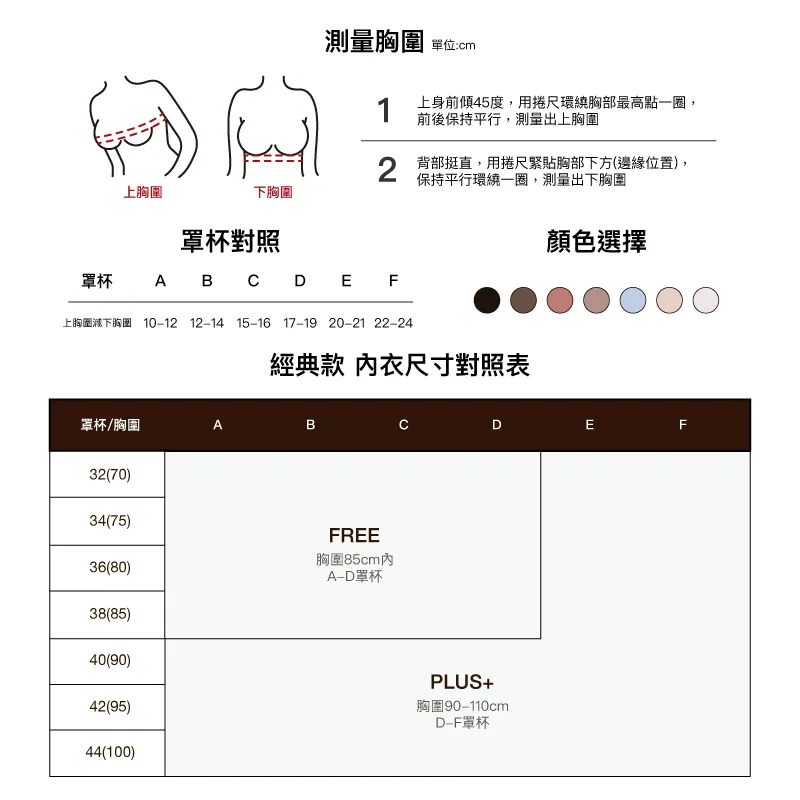 測量胸圍 單位:cm
1
上身前傾45度，用捲尺環繞胸部最高點一圈，
前後保持平行，測量出上胸圍
2
背部挺直，用捲尺緊貼胸部下方(邊緣位置)，
保持平行環繞一圈，測量出下胸圍
上胸圍 下胸圍
罩杯對照
罩杯 A B C D E F
上胸圍減下胸圍 10–12 12–14 15–16 17–19 20–21 22–24
顏色選擇
經典款 內衣尺寸對照表
罩杯/胸圍 A B C D E F
32(70)
34(75)
36(80)
38(85)
40(90)
42(95)
44(100)
FREE
胸圍85cm內
A–D罩杯
PLUS+
胸圍90–110cm
D–F罩杯